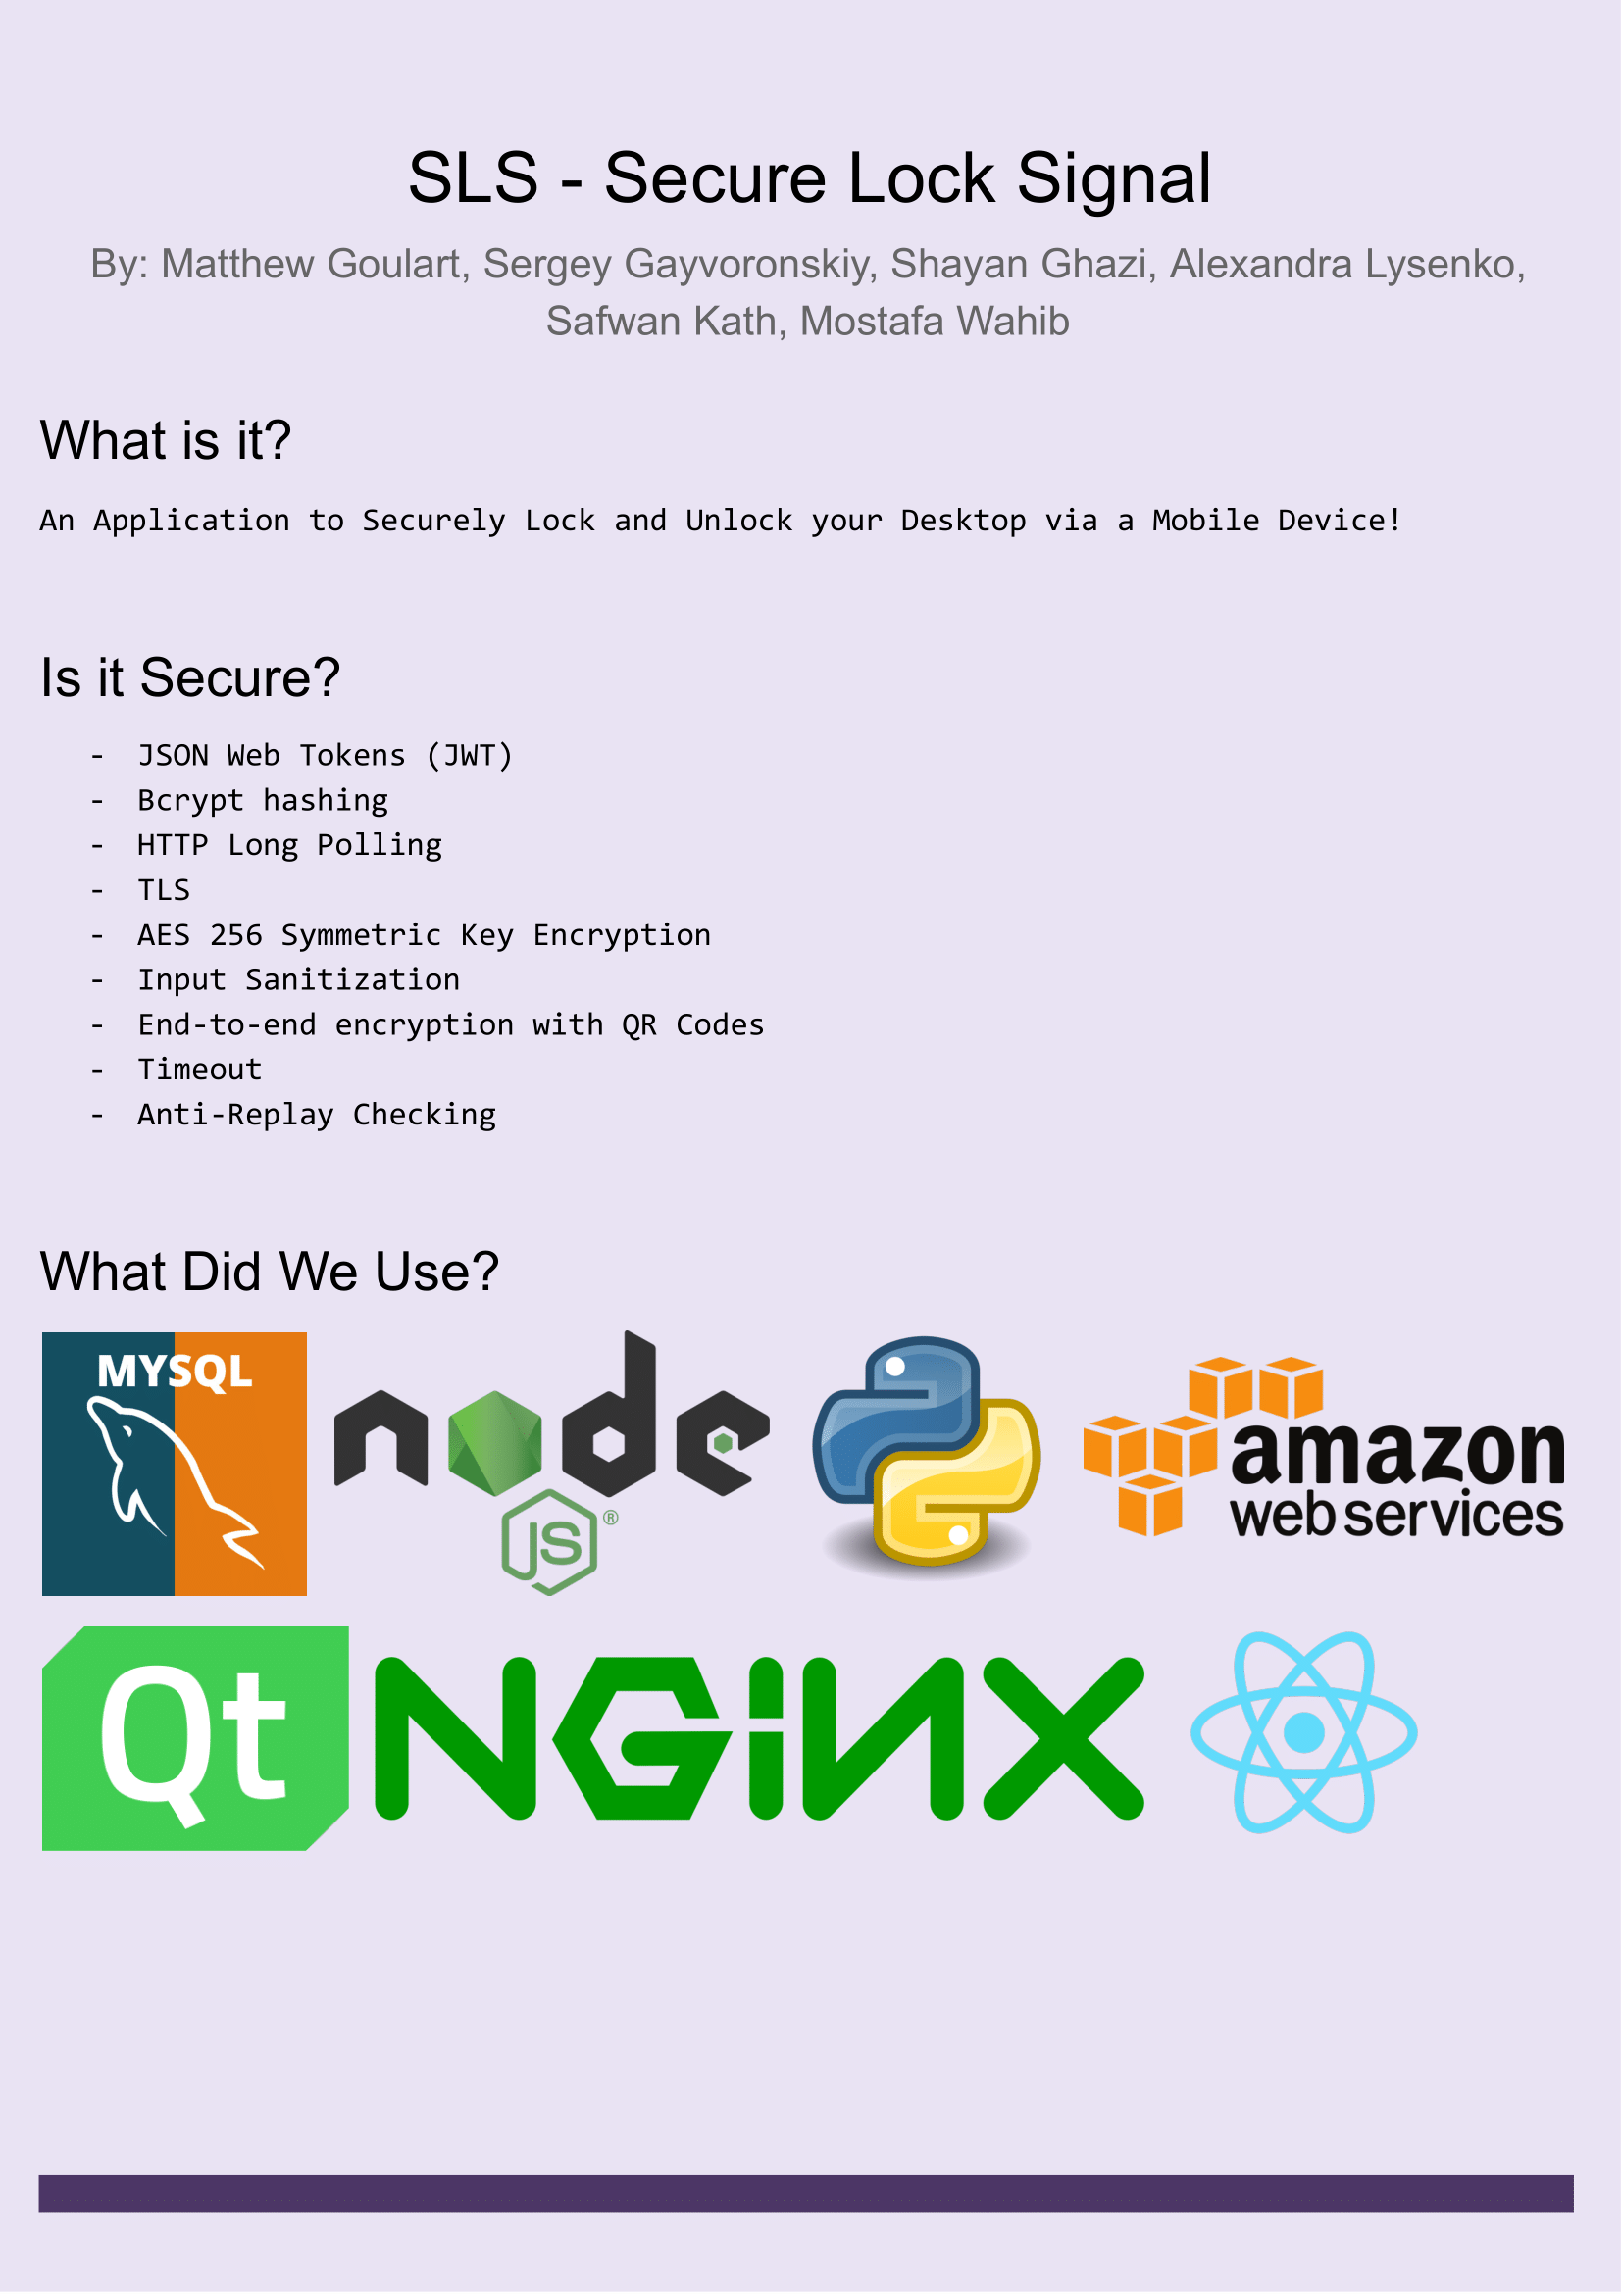 SLS - Secure Lock Signal
By: Matthew Goulart, Sergey Gayvoronskiy, Shayan Ghazi, Alexandra Lysenko,
Safwan Kath, Mostafa Wahib
What is it?
An Application to Securely Lock and Unlock your Desktop via a Mobile Device!
Is it Secure?
- JSON Web Tokens (JWT)
- Bcrypt hashing
- HTTP Long Polling
- TLS
- AES 256 Symmetric Key Encryption
- Input Sanitization
- End-to-end encryption with QR Codes
- Timeout
- Anti-Replay Checking
What Did We Use?
MYSQL
node
JS®
amazon
web services
Qt
NGiNX